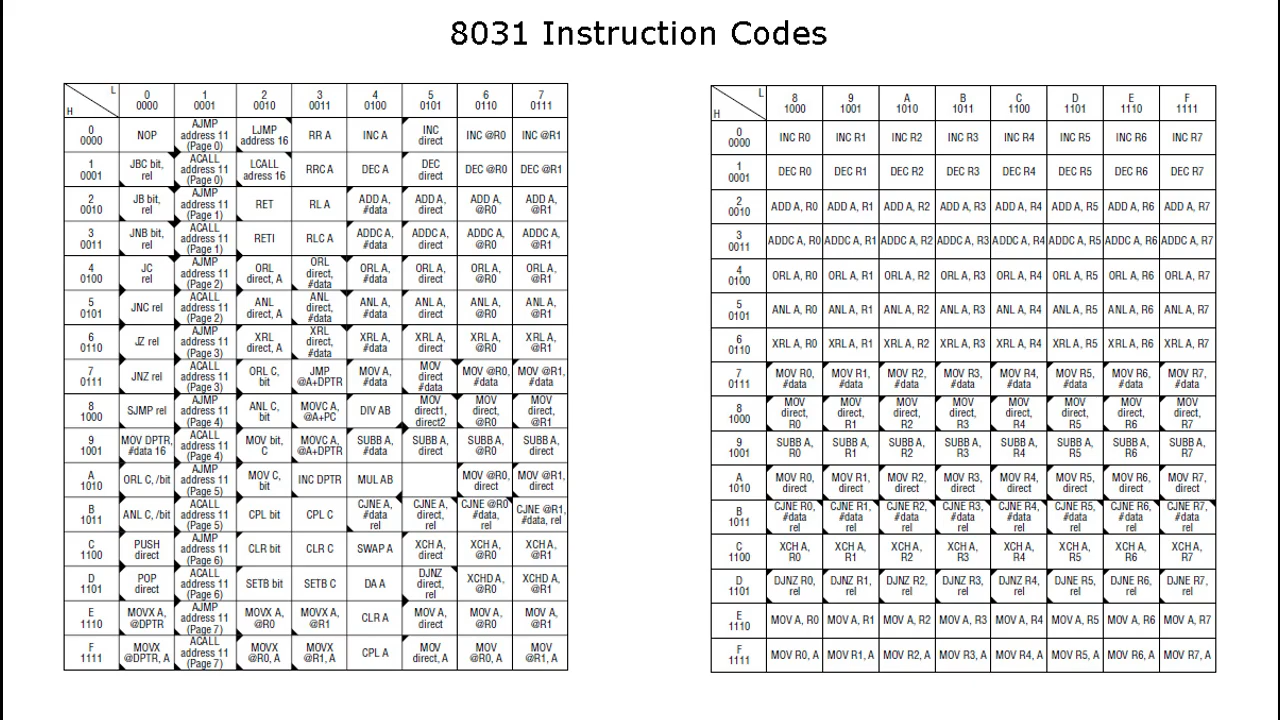 8031 Instruction Codes
L
H
0 1 2 3 4 5 6 7
0000 0001 0010 0011 0100 0101 0110 0111
0 0000 NOP AJMP address 11 (Page 0) LJMP address 16 RR A INC A INC direct INC @R0 INC @R1
1 0001 JBC bit, rel ACALL address 11 (Page 0) LCALL adress 16 RRC A DEC A DEC direct DEC @R0 DEC @R1
2 0010 JB bit, rel AJMP address 11 (Page 1) RET RL A ADD A, #data ADD A, direct ADD A, @R0 ADD A, @R1
3 0011 JNB bit, rel ACALL address 11 (Page 1) RETI RLC A ADDC A, #data ADDC A, direct ADDC A, @R0 ADDC A, @R1
4 0100 JC rel AJMP address 11 (Page 2) ORL direct, A ORL direct, #data ORL A, #data ORL A, direct ORL A, @R0 ORL A, @R1
5 0101 JNC rel ACALL address 11 (Page 2) ANL direct, A ANL direct, #data ANL A, #data ANL A, direct ANL A, @R0 ANL A, @R1
6 0110 JZ rel AJMP address 11 (Page 3) XRL direct, A XRL direct, #data XRL A, #data XRL A, direct XRL A, @R0 XRL A, @R1
7 0111 JNZ rel ACALL address 11 (Page 3) ORL C, bit JMP @A+DPTR MOV A, #data MOV direct #data MOV @R0, #data MOV @R1, #data
8 1000 SJMP rel AJMP address 11 (Page 4) ANL C, bit MOVC A, @A+PC DIV AB MOV direct1, direct2 MOV direct, @R0 MOV direct, @R1
9 1001 MOV DPTR, #data 16 ACALL address 11 (Page 4) MOV bit, C MOVC A, @A+DPTR SUBB A, #data SUBB A, direct SUBB A, @R0 SUBB A, direct
A 1010 ORL C, /bit AJMP address 11 (Page 5) MOV C, bit INC DPTR MUL AB MOV @R0, direct MOV @R1, direct
B 1011 ANL C, /bit ACALL address 11 (Page 5) CPL bit CPL C CJNE A, #data rel CJNE A, direct, rel CJNE @R0 #data, rel CJNE @R1, #data, rel
C 1100 PUSH direct AJMP address 11 (Page 6) CLR bit CLR C SWAP A XCH A, direct XCH A, @R0 XCH A, @R1
D 1101 POP direct ACALL address 11 (Page 6) SETB bit SETB C DA A DJNZ direct, rel XCHD A, @R0 XCHD A, @R1
E 1110 MOVX A, @DPTR AJMP address 11 (Page 7) MOVX A, @R0 MOVX A, @R1 CLR A MOV A, direct MOV A, @R0 MOV A, @R1
F 1111 MOVX @DPTR, A ACALL address 11 (Page 7) MOVX @R0, A MOVX @R1, A CPL A MOV direct, A MOV @R0, A MOV @R1, A
L
H
8 9 A B C D E F
1000 1001 1010 1011 1100 1101 1110 1111
0 0000 INC R0 INC R1 INC R2 INC R3 INC R4 INC R5 INC R6 INC R7
1 0001 DEC R0 DEC R1 DEC R2 DEC R3 DEC R4 DEC R5 DEC R6 DEC R7
2 0010 ADD A, R0 ADD A, R1 ADD A, R2 ADD A, R3 ADD A, R4 ADD A, R5 ADD A, R6 ADD A, R7
3 0011 ADDC A, R0 ADDC A, R1 ADDC A, R2 ADDC A, R3 ADDC A, R4 ADDC A, R5 ADDC A, R6 ADDC A, R7
4 0100 ORL A, R0 ORL A, R1 ORL A, R2 ORL A, R3 ORL A, R4 ORL A, R5 ORL A, R6 ORL A, R7
5 0101 ANL A, R0 ANL A, R1 ANL A, R2 ANL A, R3 ANL A, R4 ANL A, R5 ANL A, R6 ANL A, R7
6 0110 XRL A, R0 XRL A, R1 XRL A, R2 XRL A, R3 XRL A, R4 XRL A, R5 XRL A, R6 XRL A, R7
7 0111 MOV R0, #data MOV R1, #data MOV R2, #data MOV R3, #data MOV R4, #data MOV R5, #data MOV R6, #data MOV R7, #data
8 1000 MOV direct, R0 MOV direct, R1 MOV direct, R2 MOV direct, R3 MOV direct, R4 MOV direct, R5 MOV direct, R6 MOV direct, R7
9 1001 SUBB A, R0 SUBB A, R1 SUBB A, R2 SUBB A, R3 SUBB A, R4 SUBB A, R5 SUBB A, R6 SUBB A, R7
A 1010 MOV R0, direct MOV R1, direct MOV R2, direct MOV R3, direct MOV R4, direct MOV R5, direct MOV R6, direct MOV R7, direct
B 1011 CJNE R0, #data rel CJNE R1, #data rel CJNE R2, #data rel CJNE R3, #data rel CJNE R4, #data rel CJNE R5, #data rel CJNE R6, #data rel CJNE R7, #data rel
C 1100 XCH A, R0 XCH A, R1 XCH A, R2 XCH A, R3 XCH A, R4 XCH A, R5 XCH A, R6 XCH A, R7
D 1101 DJNZ R0, rel DJNZ R1, rel DJNZ R2, rel DJNZ R3, rel DJNZ R4, rel DJNE R5, rel DJNE R6, rel DJNE R7, rel
E 1110 MOV A, R0 MOV A, R1 MOV A, R2 MOV A, R3 MOV A, R4 MOV A, R5 MOV A, R6 MOV A, R7
F 1111 MOV R0, A MOV R1, A MOV R2, A MOV R3, A MOV R4, A MOV R5, A MOV R6, A MOV R7, A